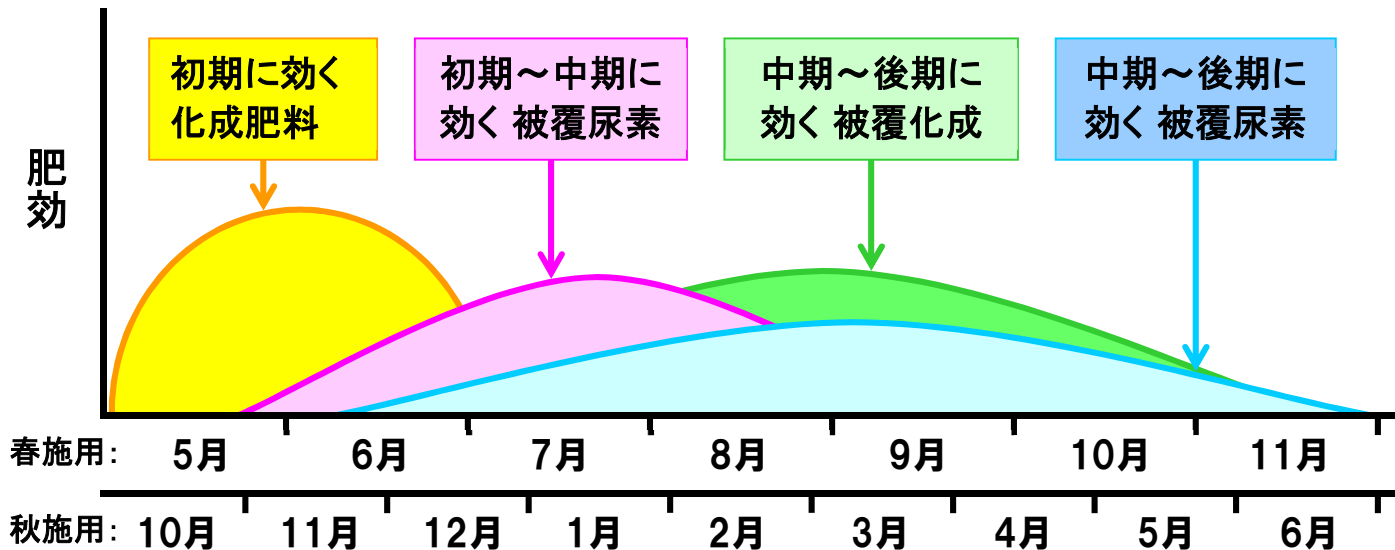 初期に効く
化成肥料
初期～中期に
効く 被覆尿素
中期～後期に
効く 被覆化成
中期～後期に
効く 被覆尿素
肥効
春施用： 5月 6月 7月 8月 9月 10月 11月
秋施用： 10月 11月 12月 1月 2月 3月 4月 5月 6月